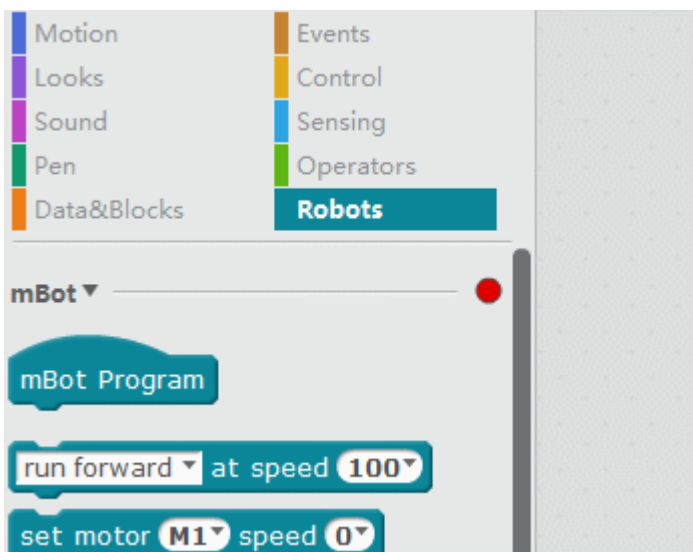 Motion Events
Looks Control
Sound Sensing
Pen Operators
Data&Blocks Robots
mBot
mBot Program
run forward at speed 100
set motor M1 speed 0